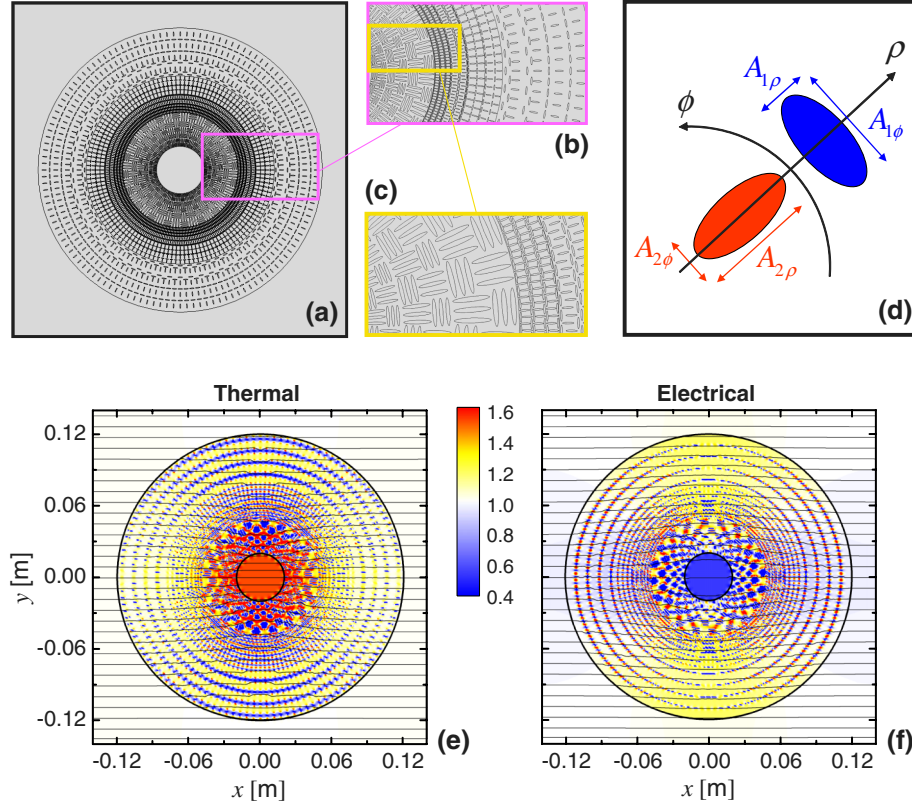 (a)
(b)
(c)
(d)
ρ
ϕ
A1ρ
A1ϕ
A2ϕ
A2ρ
Thermal
Electrical
0.12
0.06
0.00
-0.06
-0.12
y [m]
1.6
1.4
1.2
1.0
0.8
0.6
0.4
(e)
(f)
-0.12 -0.06 0.00 0.06 0.12
-0.12 -0.06 0.00 0.06 0.12
x [m]
x [m]